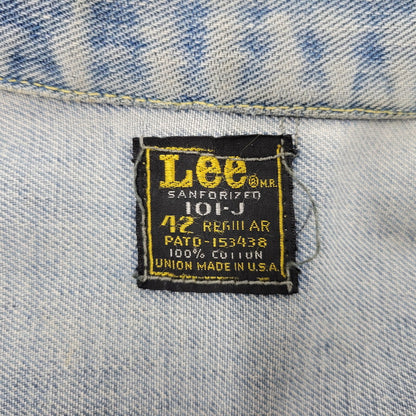 Lee ® M.R.
SANFORIZED
101-J
42 REGULAR
PATD-153438
100% COTTON
UNION MADE IN U.S.A.